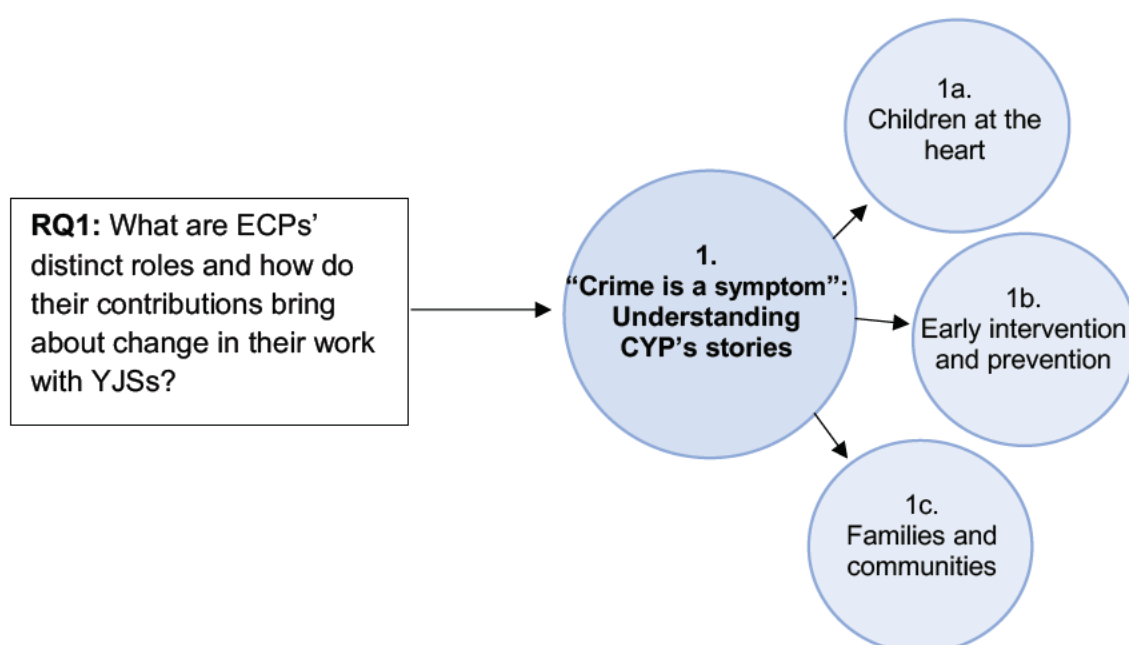 RQ1: What are ECPs’
distinct roles and how do
their contributions bring
about change in their work
with YJSs?
1.
“Crime is a symptom”:
Understanding
CYP’s stories
1a.
Children at the
heart
1b.
Early intervention
and prevention
1c.
Families and
communities